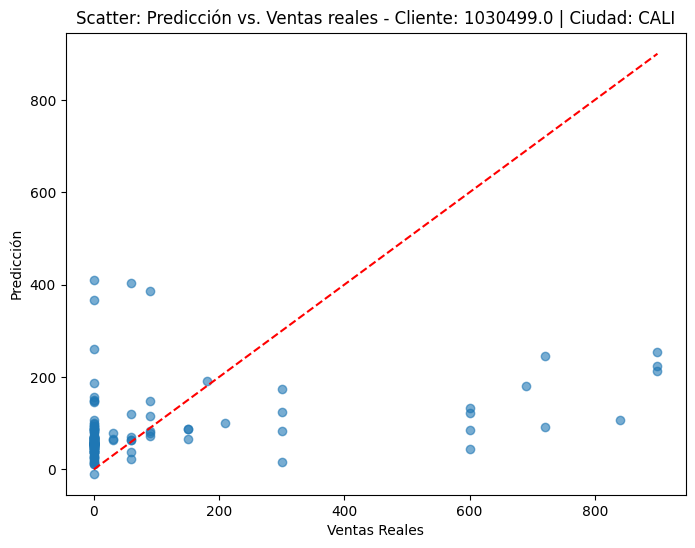 Scatter: Predicción vs. Ventas reales - Cliente: 1030499.0 | Ciudad: CALI
800
600
400
200
0
Predicción
0 200 400 600 800
Ventas Reales